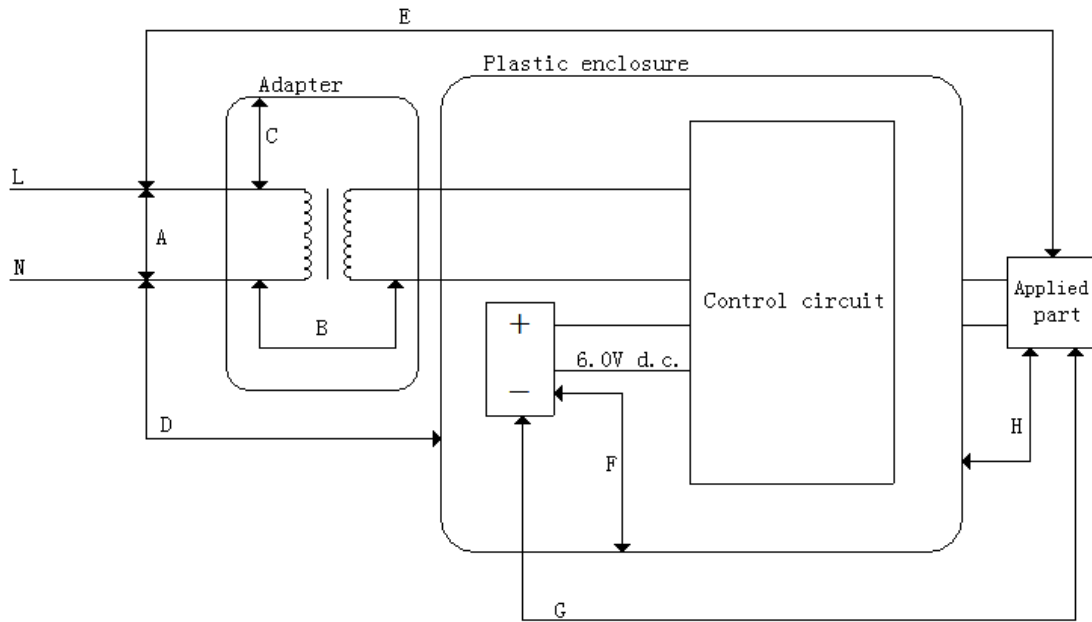 E
Plastic enclosure
Adapter
C
L
A
N
B
Control circuit
Applied
part
+
6.0V d.c.
−
D
F
H
G